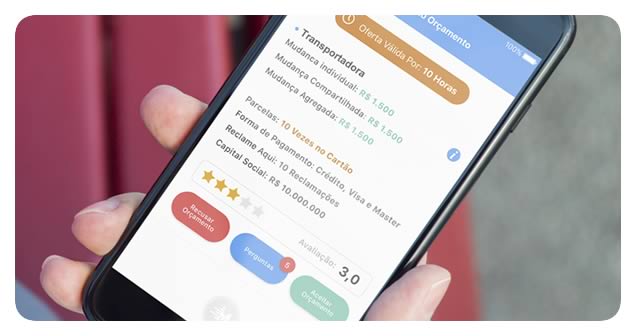 Orçamento
100%
Oferta Válida Por: 10 Horas
Transportadora
Mudanca Individual: R$ 1.500
Mudança Compartilhada: R$ 1.500
Mudança Agregada: R$ 1.500
Parcelas: 10 Vezes no Cartão
Forma de Pagamento: Crédito, Visa e Master
Reclame Aqui: 10 Reclamações
Capital Social: R$ 10.000.000
Avaliação: 3,0
Recusar
Orçamento
Perguntas
5
Aceitar
Orçamento